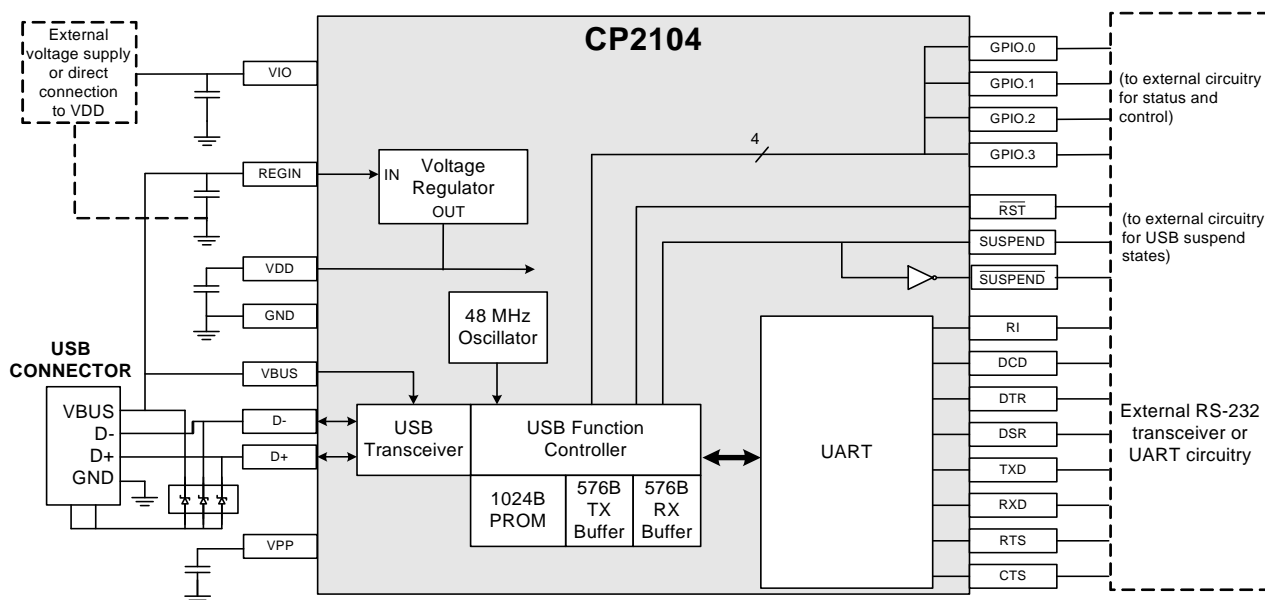 CP2104
External
voltage supply
or direct
connection
to VDD
VIO
REGIN
VDD
GND
VBUS
D-
D+
VPP
USB
CONNECTOR
VBUS
D-
D+
GND
IN
Voltage
Regulator
OUT
48 MHz
Oscillator
USB
Transceiver
USB Function
Controller
1024B
PROM
576B
TX
Buffer
576B
RX
Buffer
UART
4
GPIO.0
GPIO.1
GPIO.2
GPIO.3
RST
SUSPEND
SUSPEND
RI
DCD
DTR
DSR
TXD
RXD
RTS
CTS
(to external circuitry
for status and
control)
(to external circuitry
for USB suspend
states)
External RS-232
transceiver or
UART circuitry